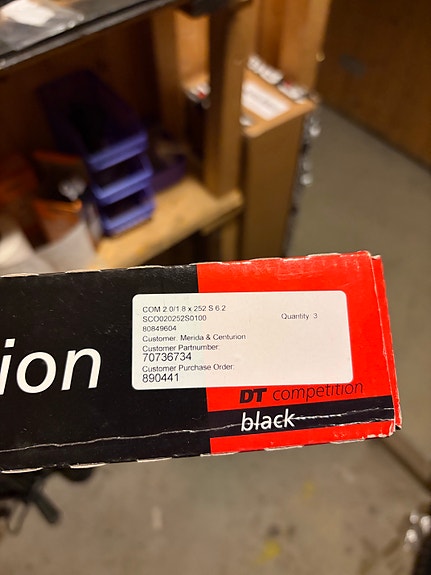 COM 2.0/1.8 x 252 S 6.2
SCO020252S0100
Quantity 3
80849604
Customer: Merida & Centurion
Customer Partnumber:
70736734
Customer Purchase Order:
890441
ion
DT competition
black